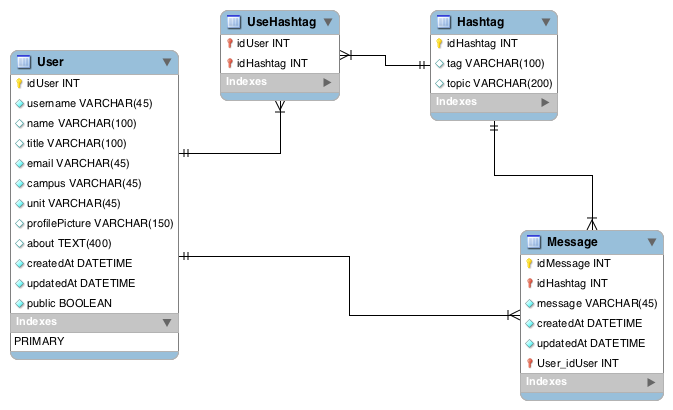 User
idUser INT
username VARCHAR(45)
name VARCHAR(100)
title VARCHAR(100)
email VARCHAR(45)
campus VARCHAR(45)
unit VARCHAR(45)
profilePicture VARCHAR(150)
about TEXT(400)
createdAt DATETIME
updatedAt DATETIME
public BOOLEAN
Indexes
PRIMARY
UseHashtag
idUser INT
idHashtag INT
Indexes
Hashtag
idHashtag INT
tag VARCHAR(100)
topic VARCHAR(200)
Indexes
Message
idMessage INT
idHashtag INT
message VARCHAR(45)
createdAt DATETIME
updatedAt DATETIME
User_idUser INT
Indexes